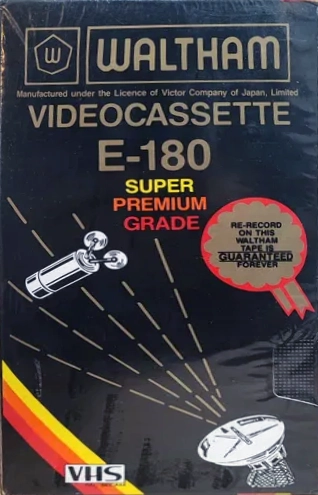 W WALTHAM
Manufactured under the Licence of Victor Company of Japan, Limited
VIDEOCASSETTE
E-180
SUPER
PREMIUM
GRADE
RE-RECORD
ON THIS
WALTHAM
TAPE IS
GUARANTEED
FOREVER
VHS